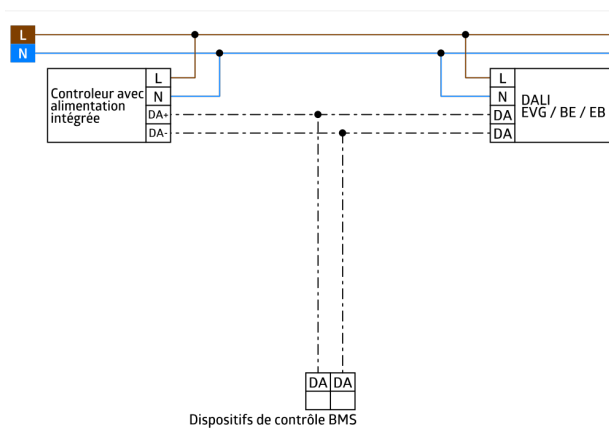 L
N
Controleur avec
alimentation
intégrée
L
N
DA+
DA-
L
N
DA
DA
DALI
EVG / BE / EB
DA DA
Dispositifs de contrôle BMS